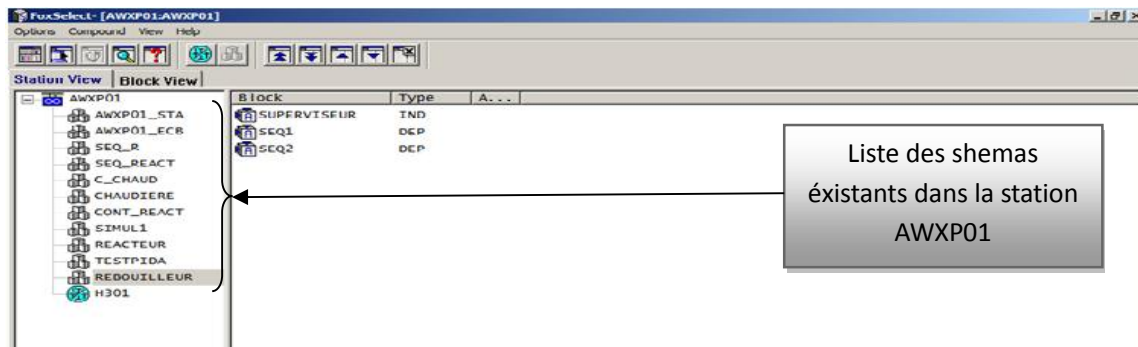 FoxSelect - [AWXP01:AWXP01]
Options Compound View Help
Station View Block View
AWXP01
AWXP01_STA
AWXP01_ECB
SEQ_R
SEQ_REACT
C_CHAUD
CHAUDIERE
CONT_REACT
SIMUL1
REACTEUR
TESTPIDA
REBOUILLEUR
H301
Block Type A...
SUPERVISEUR IND
SEQ1 DEP
SEQ2 DEP
Liste des shemas
éxistants dans la station
AWXP01